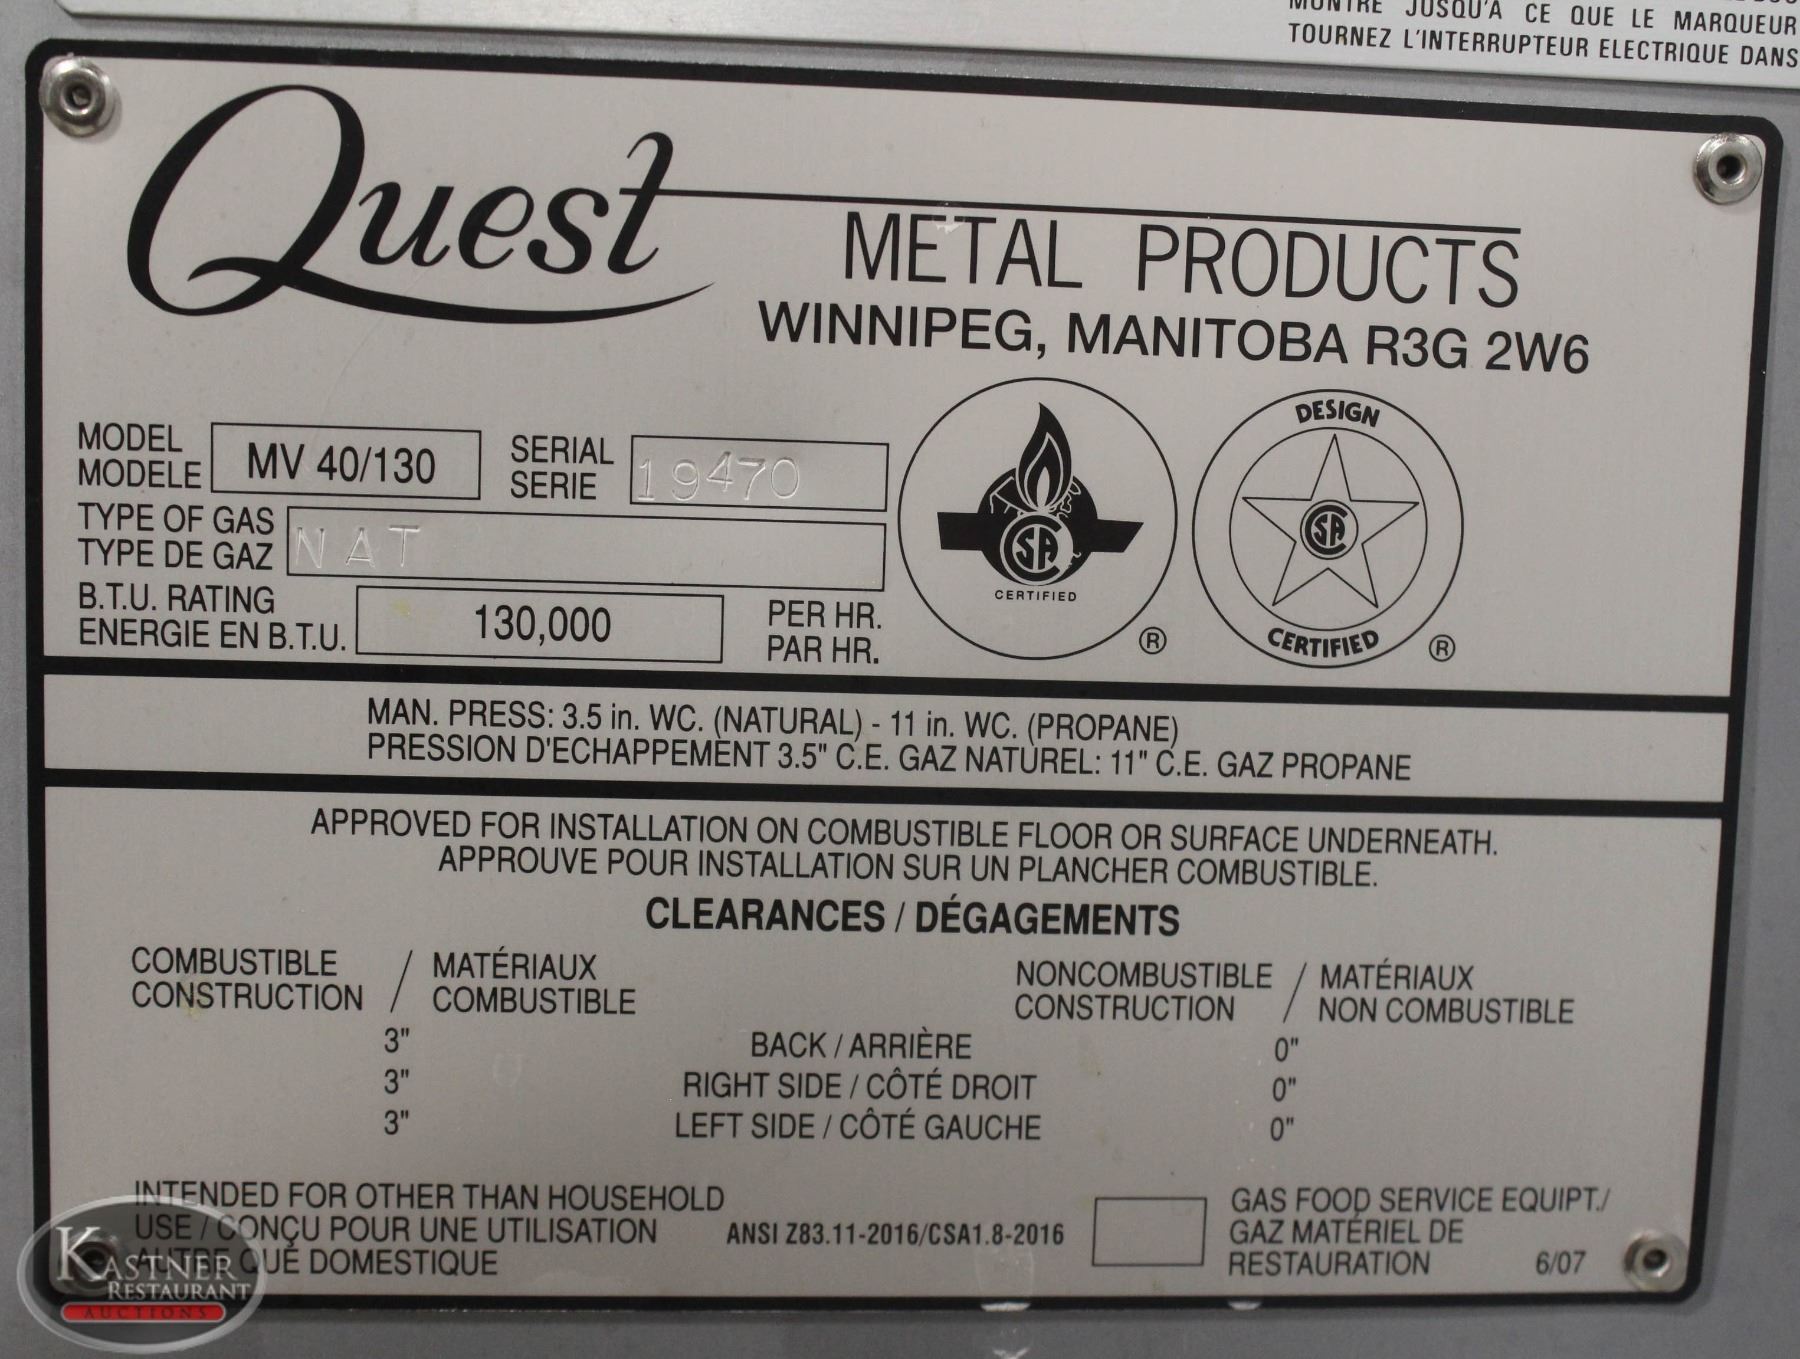 MONTRE JUSQU'À CE QUE LE MARQUEUR
TOURNEZ L'INTERRUPTEUR ELECTRIQUE DANS
Quest
METAL PRODUCTS
WINNIPEG, MANITOBA R3G 2W6
MODEL
MODELE
MV 40/130
SERIAL
SERIE
19470
TYPE OF GAS
TYPE DE GAZ
NAT
B.T.U. RATING
ENERGIE EN B.T.U.
130,000
PER HR.
PAR HR.
CSA
CERTIFIED
®
DESIGN
CSA
CERTIFIED
®
MAN. PRESS: 3.5 in. WC. (NATURAL) - 11 in. WC. (PROPANE)
PRESSION D'ECHAPPEMENT 3.5" C.E. GAZ NATUREL: 11" C.E. GAZ PROPANE
APPROVED FOR INSTALLATION ON COMBUSTIBLE FLOOR OR SURFACE UNDERNEATH.
APPROUVE POUR INSTALLATION SUR UN PLANCHER COMBUSTIBLE.
CLEARANCES / DÉGAGEMENTS
COMBUSTIBLE / MATÉRIAUX
CONSTRUCTION / COMBUSTIBLE
NONCOMBUSTIBLE / MATÉRIAUX
CONSTRUCTION / NON COMBUSTIBLE
3" BACK / ARRIÈRE 0"
3" RIGHT SIDE / CÔTÉ DROIT 0"
3" LEFT SIDE / CÔTÉ GAUCHE 0"
INTENDED FOR OTHER THAN HOUSEHOLD
USE / CONÇU POUR UNE UTILISATION
AUTRE QUE DOMESTIQUE
ANSI Z83.11-2016/CSA1.8-2016
GAS FOOD SERVICE EQUIPT./
GAZ MATÉRIEL DE
RESTAURATION
6/07
KASTNER
RESTAURANT
AUCTIONS